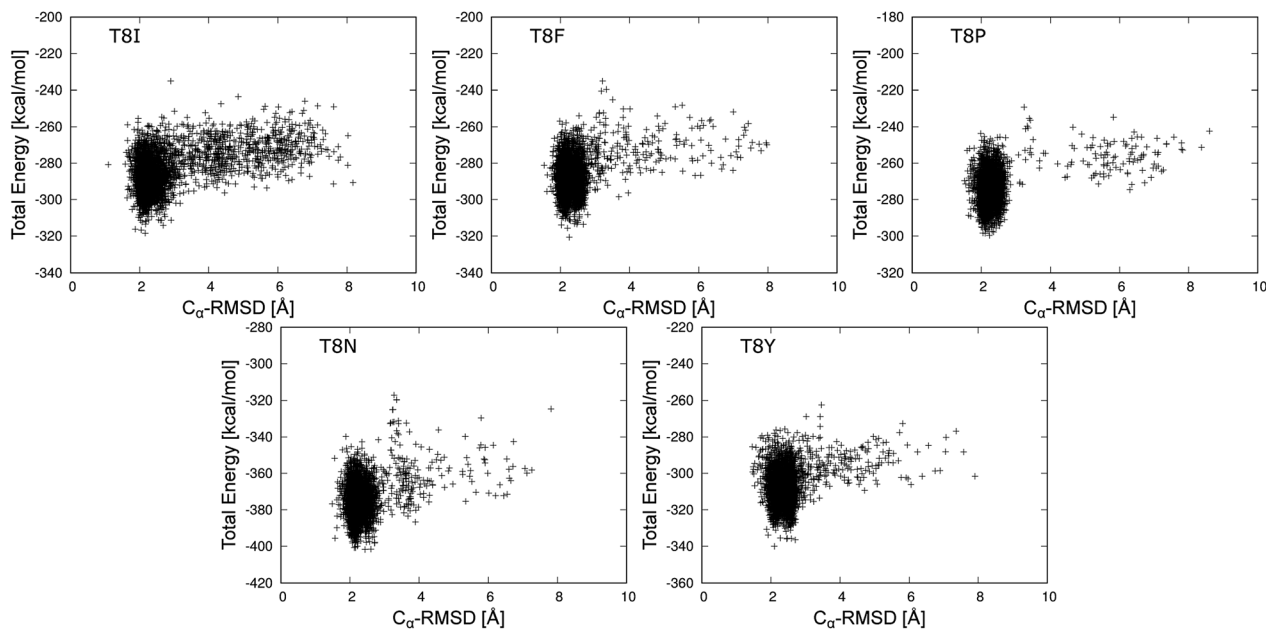 T8I
Total Energy [kcal/mol]
-200
-220
-240
-260
-280
-300
-320
-340
0 2 4 6 8 10
Cα-RMSD [Å]
T8F
Total Energy [kcal/mol]
-200
-220
-240
-260
-280
-300
-320
-340
0 2 4 6 8 10
Cα-RMSD [Å]
T8P
Total Energy [kcal/mol]
-180
-200
-220
-240
-260
-280
-300
-320
0 2 4 6 8 10
Cα-RMSD [Å]
T8N
Total Energy [kcal/mol]
-280
-300
-320
-340
-360
-380
-400
-420
0 2 4 6 8 10
Cα-RMSD [Å]
T8Y
Total Energy [kcal/mol]
-220
-240
-260
-280
-300
-320
-340
-360
0 2 4 6 8 10
Cα-RMSD [Å]